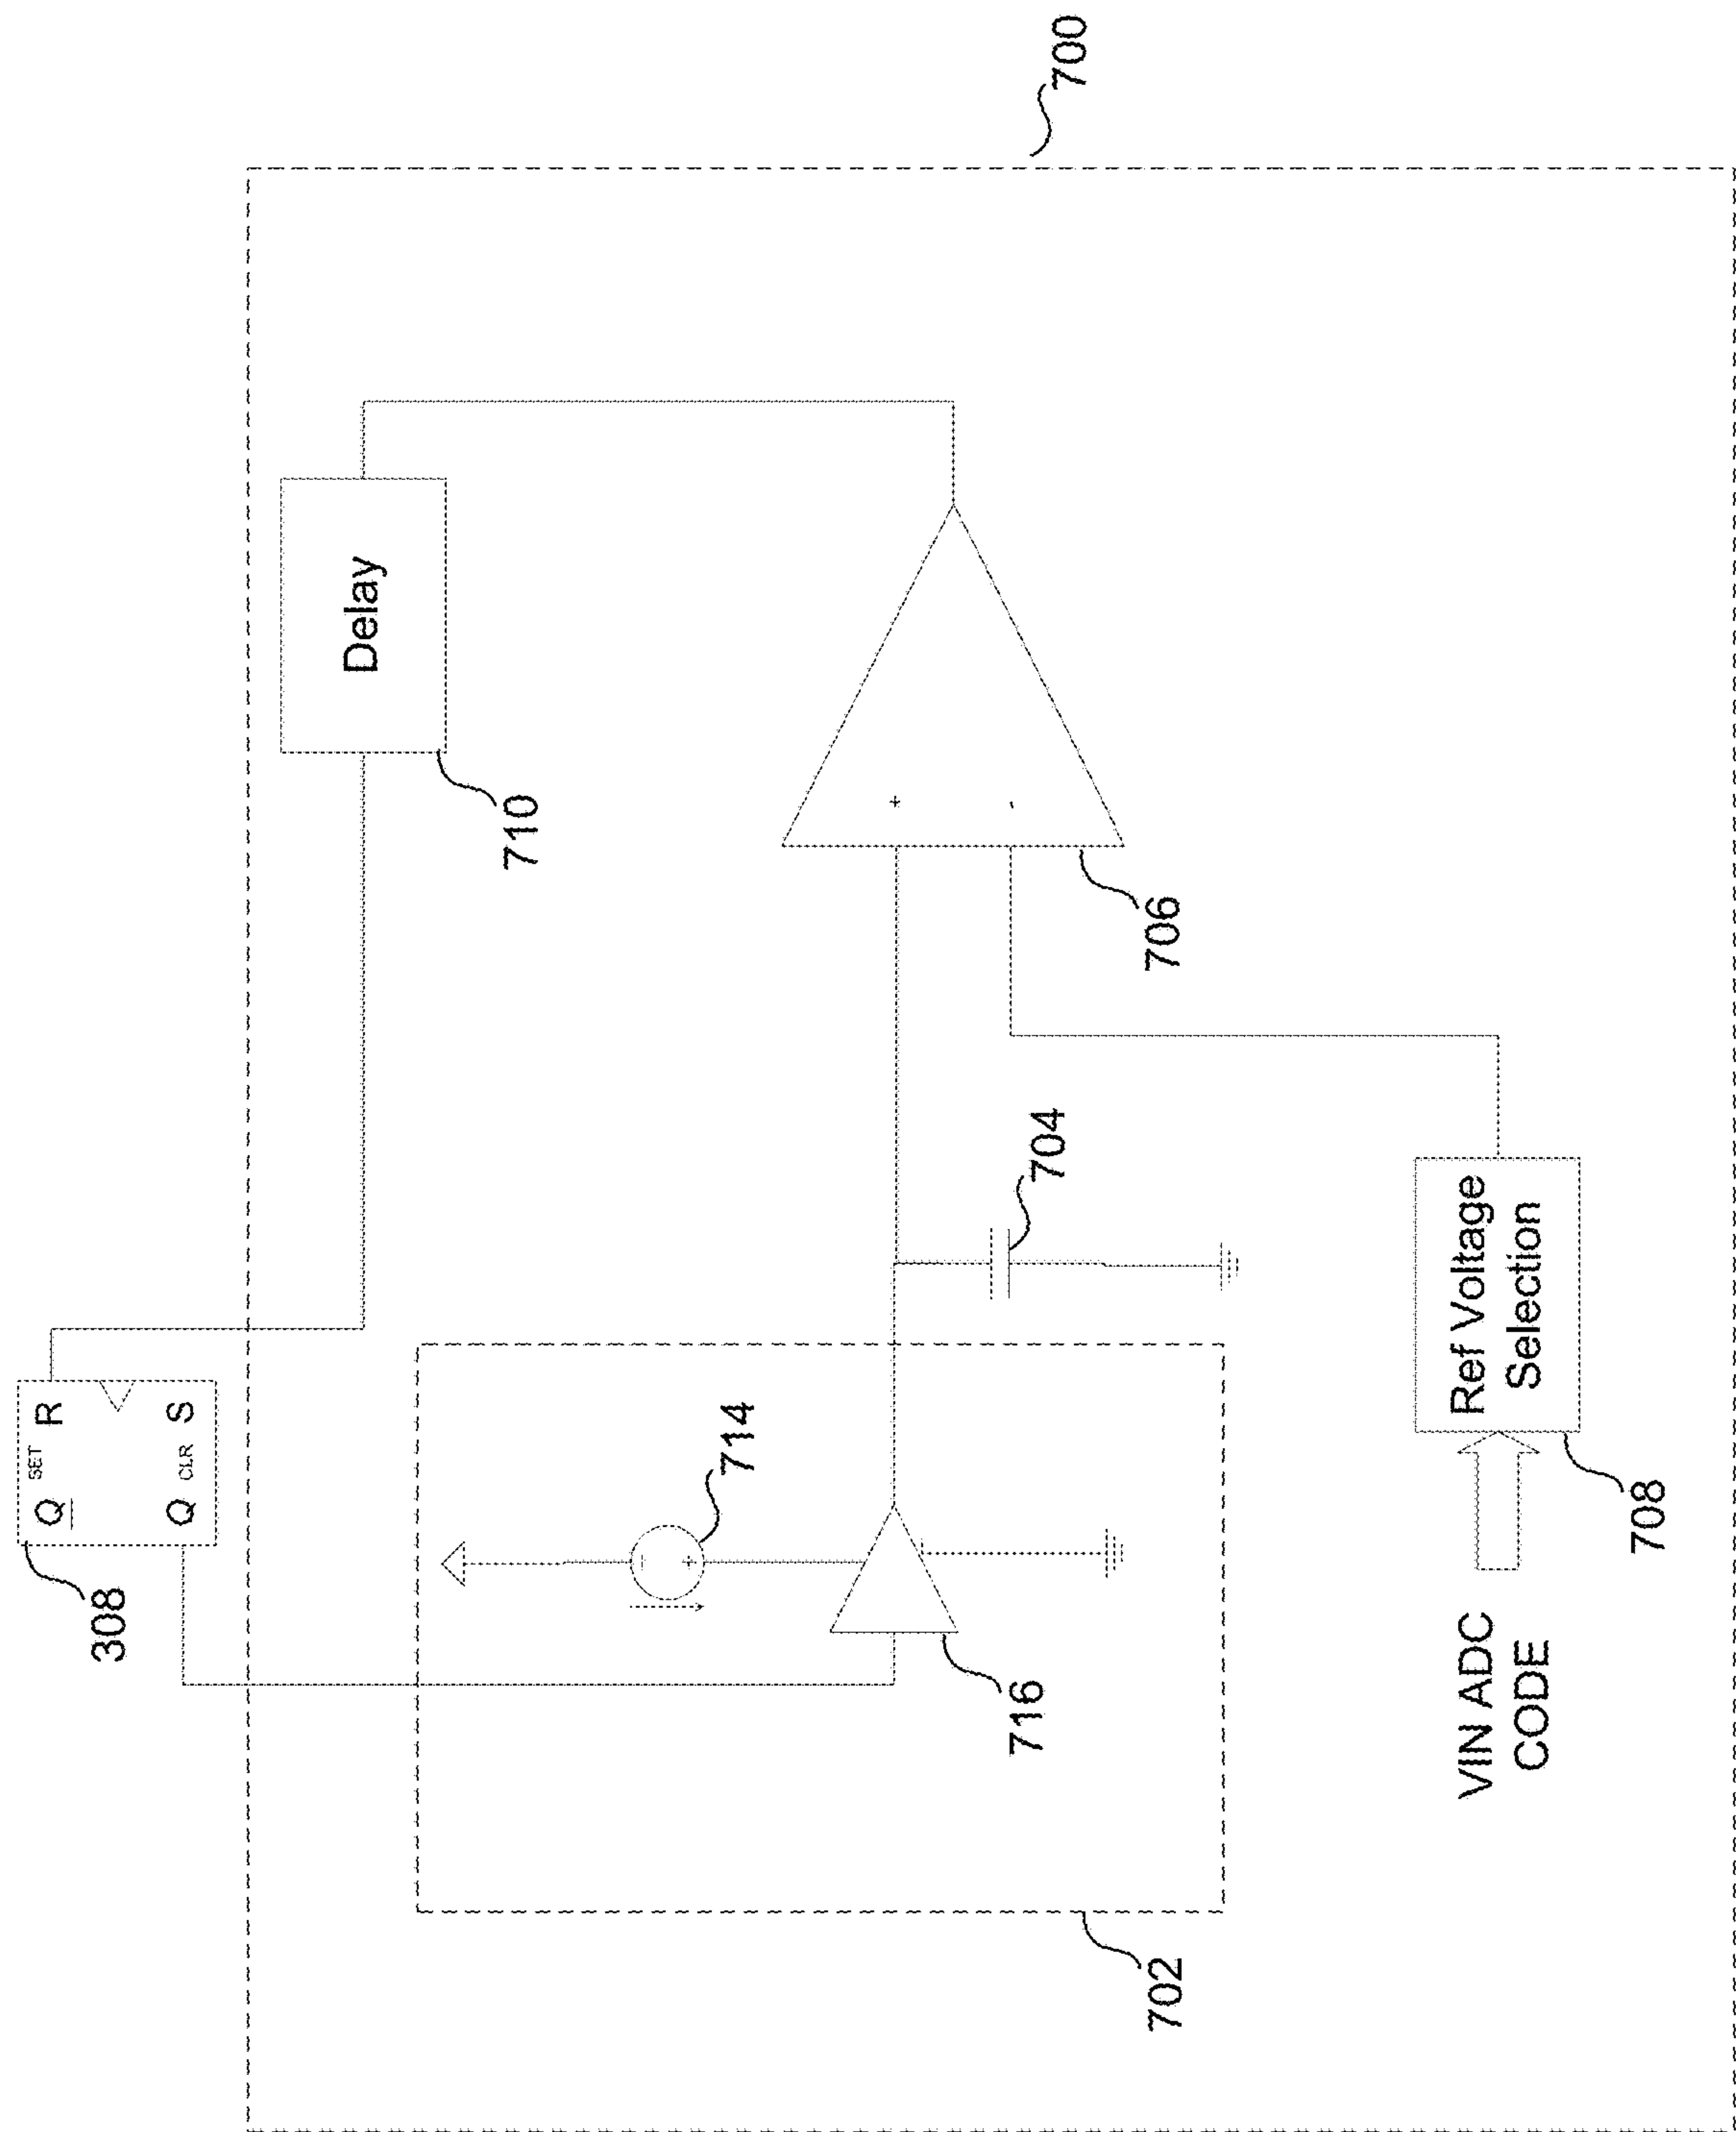 308
Q SET R
Q CLR S
Delay
710
-
+
714
+
-
716
704
706
700
702
VIN ADC
CODE
Ref Voltage
Selection
708